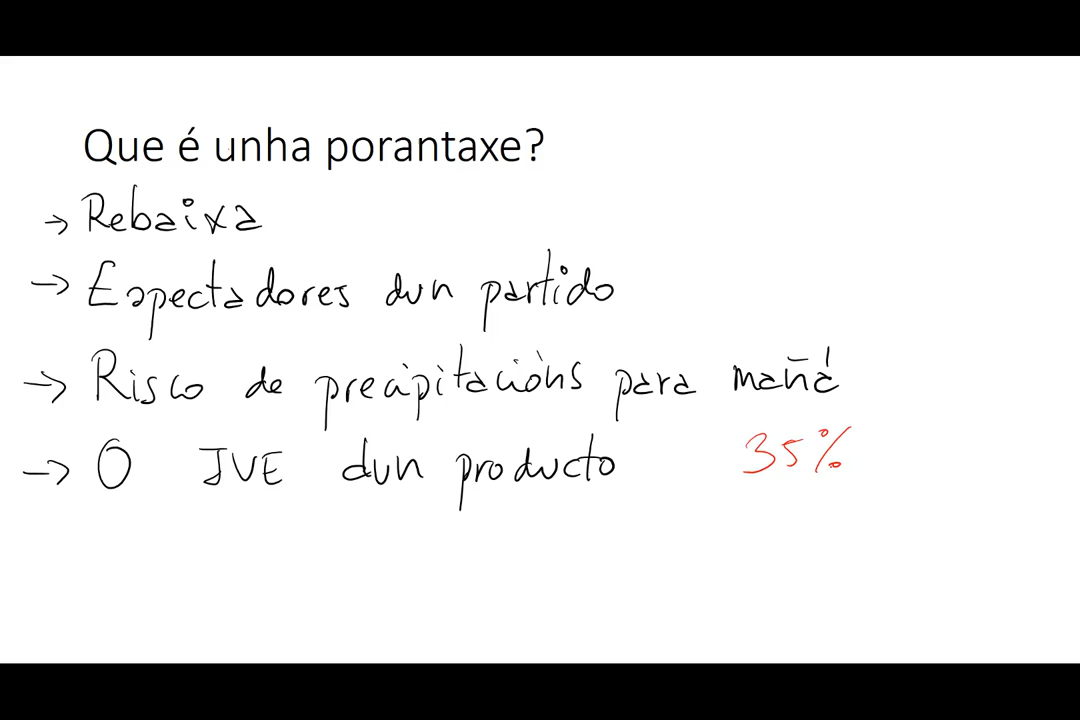 Que é unha porantaxe?
→ Rebaixa
→ Espectadores dun partido
→ Risco de precipitacións para mañá
→ O IVE dun producto 35%